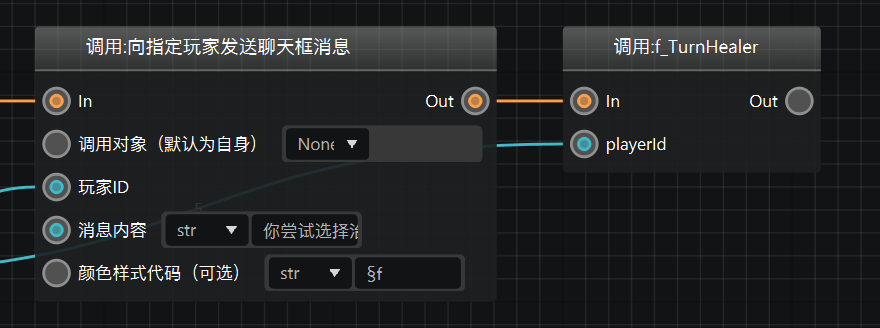 调用:向指定玩家发送聊天框消息
In
Out
调用对象（默认为自身）
None
玩家ID
消息内容
str
你尝试选择
颜色样式代码（可选）
str
§f
调用:f_TurnHealer
In
Out
playerId